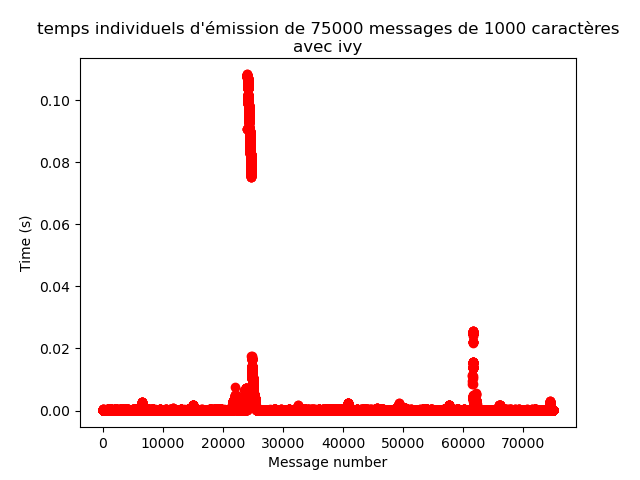 temps individuels d'émission de 75000 messages de 1000 caractères
avec ivy
0.10
0.08
0.06
0.04
0.02
0.00
Time (s)
0 10000 20000 30000 40000 50000 60000 70000
Message number